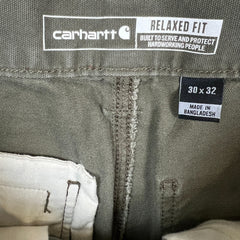 carhartt
RELAXED FIT
BUILT TO SERVE AND PROTECT
HARDWORKING PEOPLE
30 x 32
MADE IN
BANGLADESH